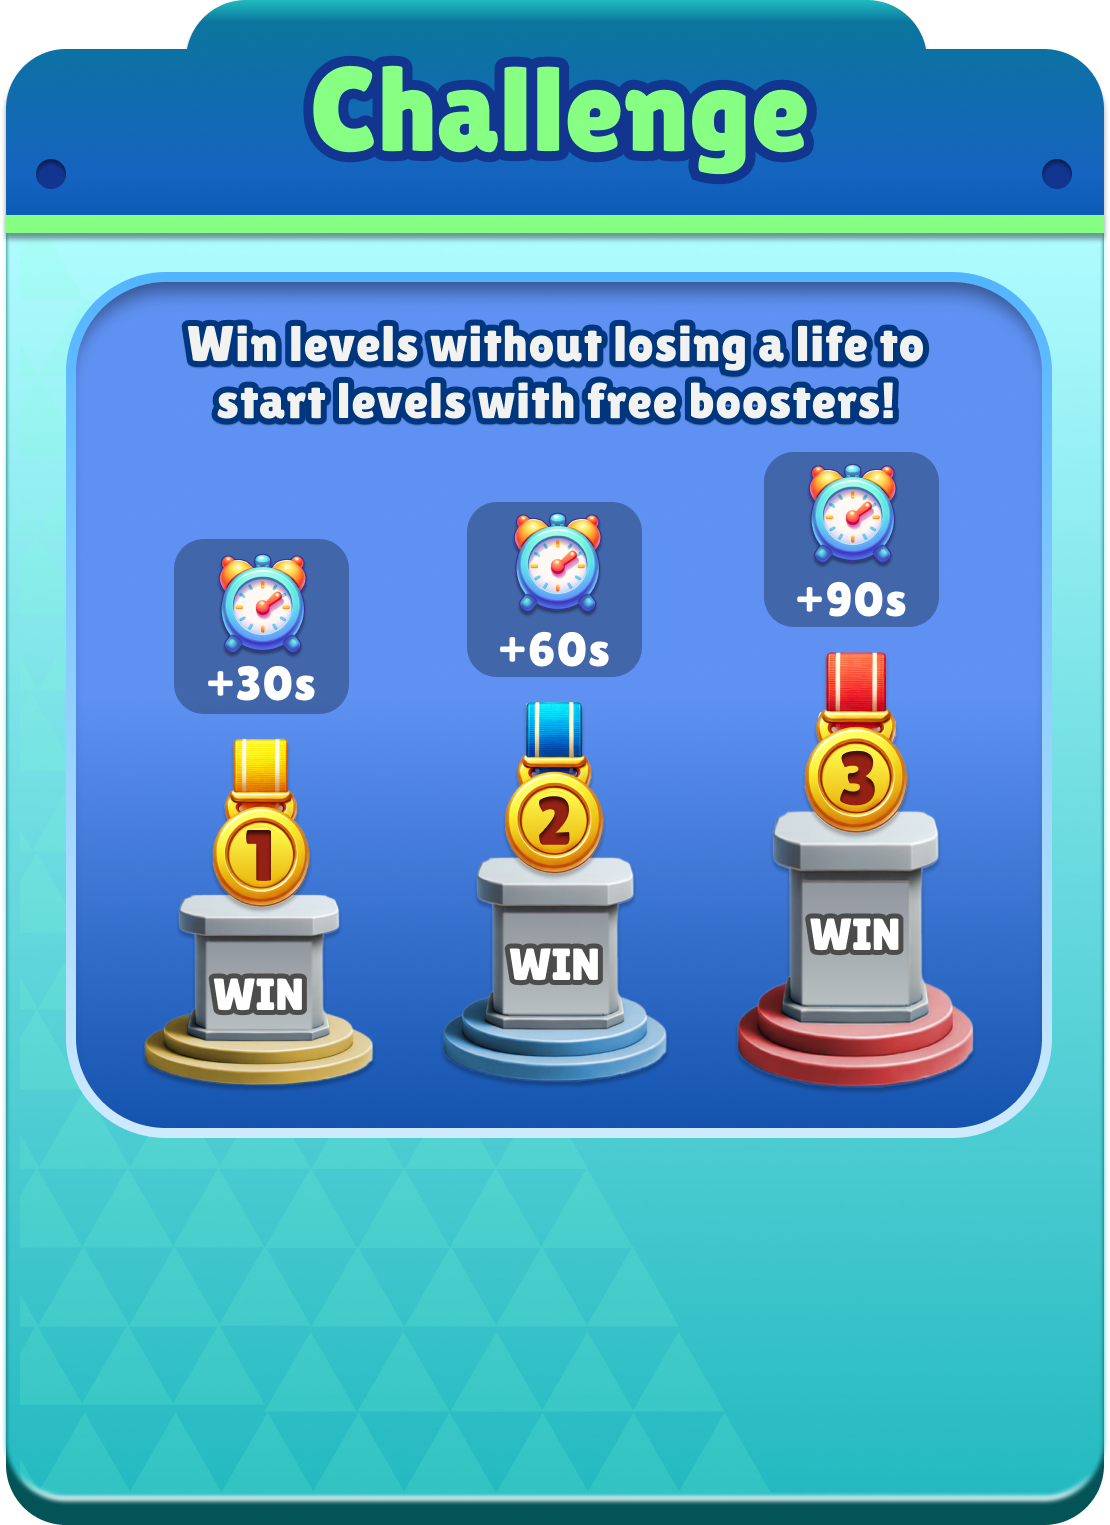 Challenge
Win levels without losing a life to
start levels with free boosters!
+30s
+60s
+90s
1
2
3
WIN
WIN
WIN